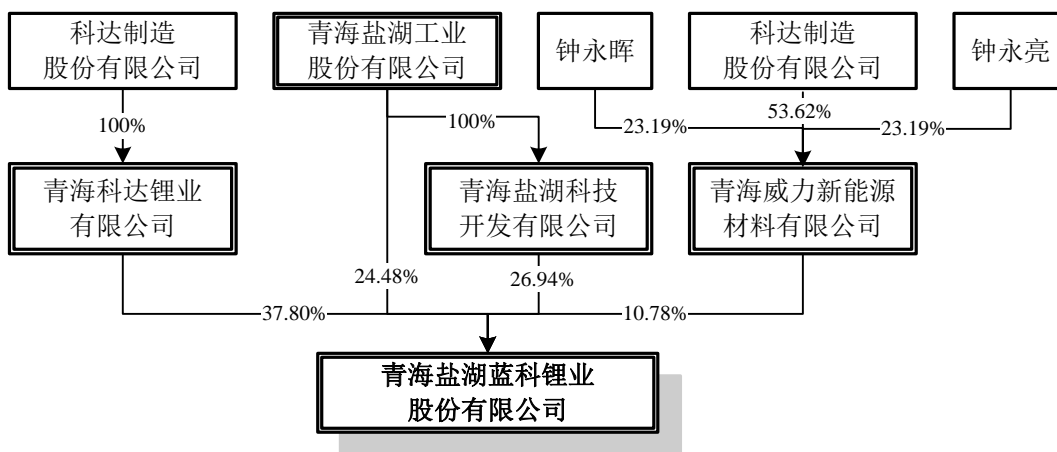 科达制造
股份有限公司
青海盐湖工业
股份有限公司
钟永晖
科达制造
股份有限公司
钟永亮
100%
100%
23.19%
53.62%
23.19%
青海科达锂业
有限公司
青海盐湖科技
开发有限公司
青海威力新能源
材料有限公司
24.48%
26.94%
37.80%
10.78%
青海盐湖蓝科锂业
股份有限公司